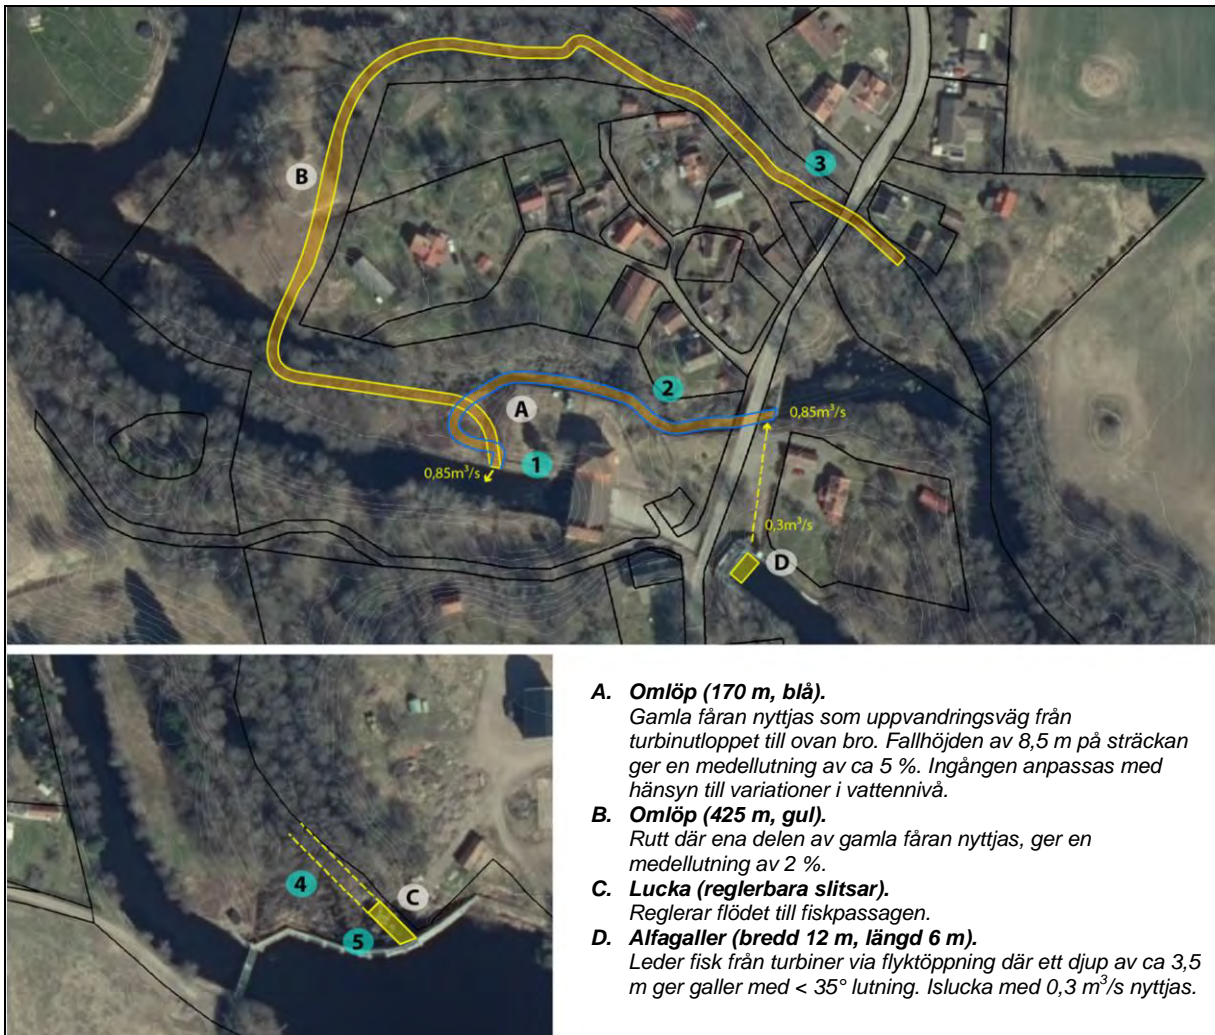 B
3
A
2
0,85m³/s
1
0,85m³/s
0,3m³/s
D
C
4
5
A. Omlöp (170 m, blå).
Gamla fåran nyttjas som uppvandringsväg från
turbinutloppet till ovan bro. Fallhöjden av 8,5 m på sträckan
ger en medellutning av ca 5 %. Ingången anpassas med
hänsyn till variationer i vattennivå.
B. Omlöp (425 m, gul).
Rutt där ena delen av gamla fåran nyttjas, ger en
medellutning av 2 %.
C. Lucka (reglerbara slitsar).
Reglerar flödet till fiskpassagen.
D. Alfagaller (bredd 12 m, längd 6 m).
Leder fisk från turbiner via flyktöppning där ett djup av ca 3,5
m ger galler med < 35° lutning. Islucka med 0,3 m³/s nyttjas.